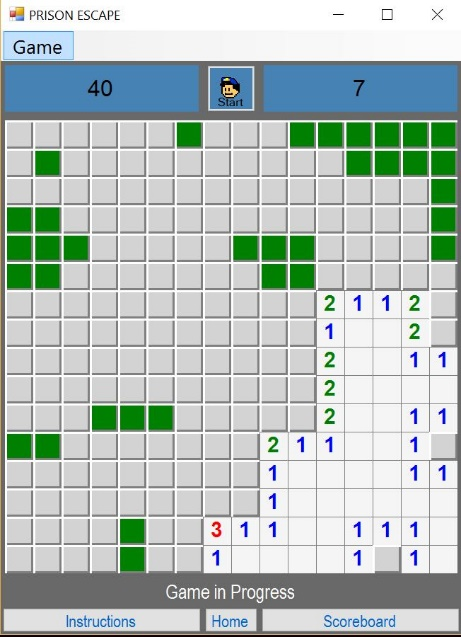 PRISON ESCAPE
Game
40
Start
7
2 1 1 2
1 2
2 1 1
2
2 1 1
2 1 1 1
1 1 1
1
3 1 1 1 1 1
1 1 1
Game in Progress
Instructions
Home
Scoreboard